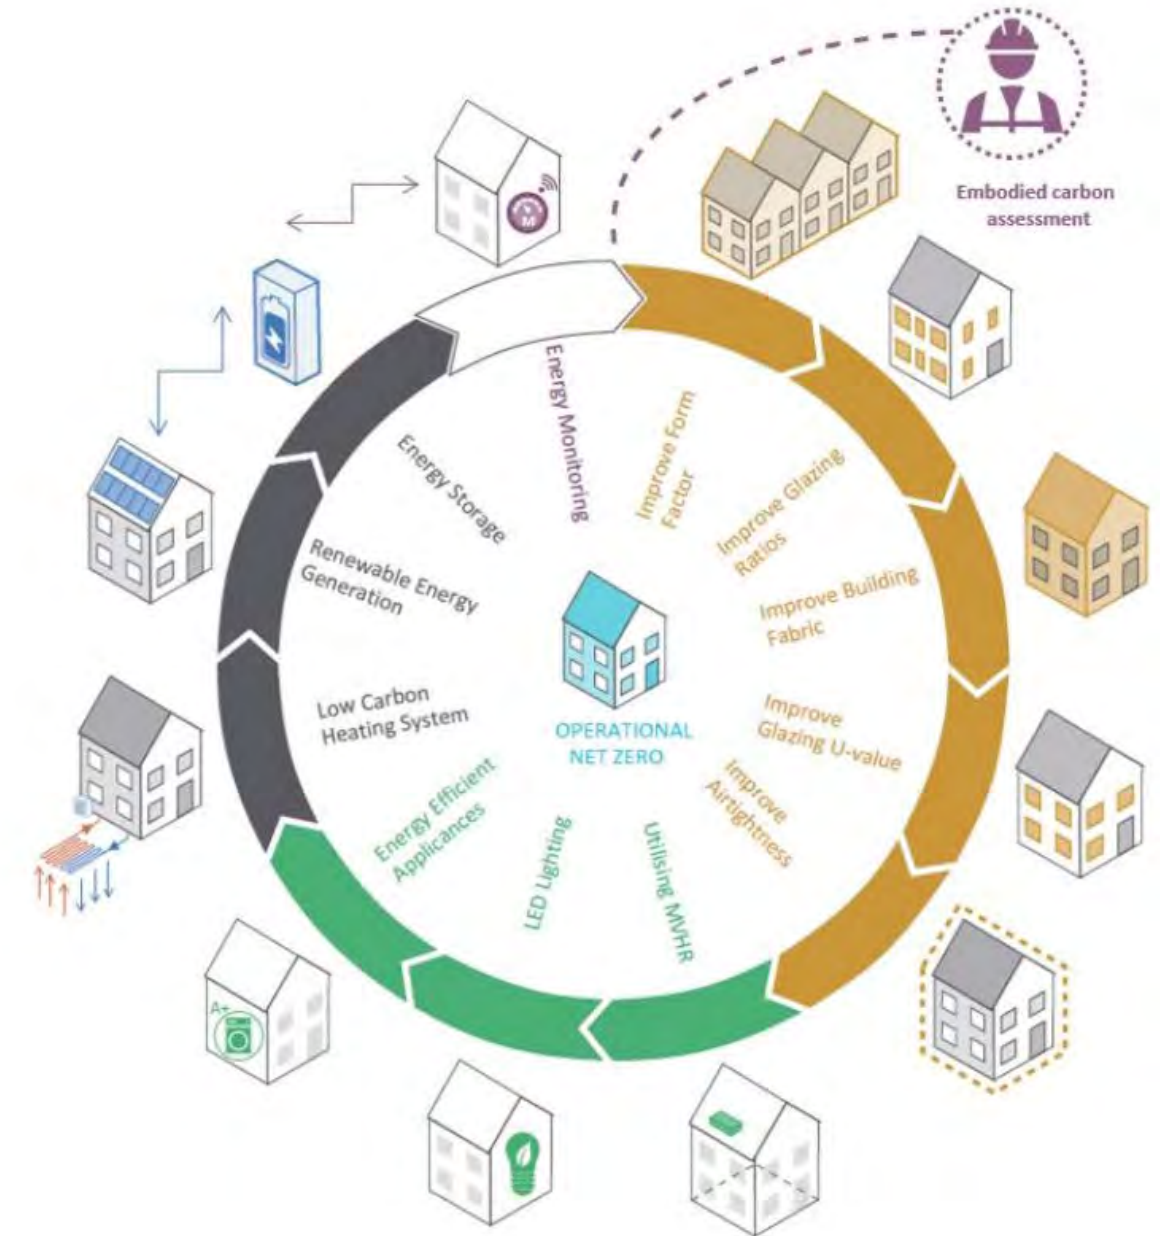 Embodied carbon
assessment
M
Energy Monitoring
Improve Form
Factor
Improve Glazing
Ratios
Improve Building
Fabric
Improve
Glazing U-value
Improve
Airtightness
Utilising MVHR
LED Lighting
Energy Efficient
Applicances
Low Carbon
Heating System
Renewable Energy
Generation
Energy Storage
OPERATIONAL
NET ZERO
A+